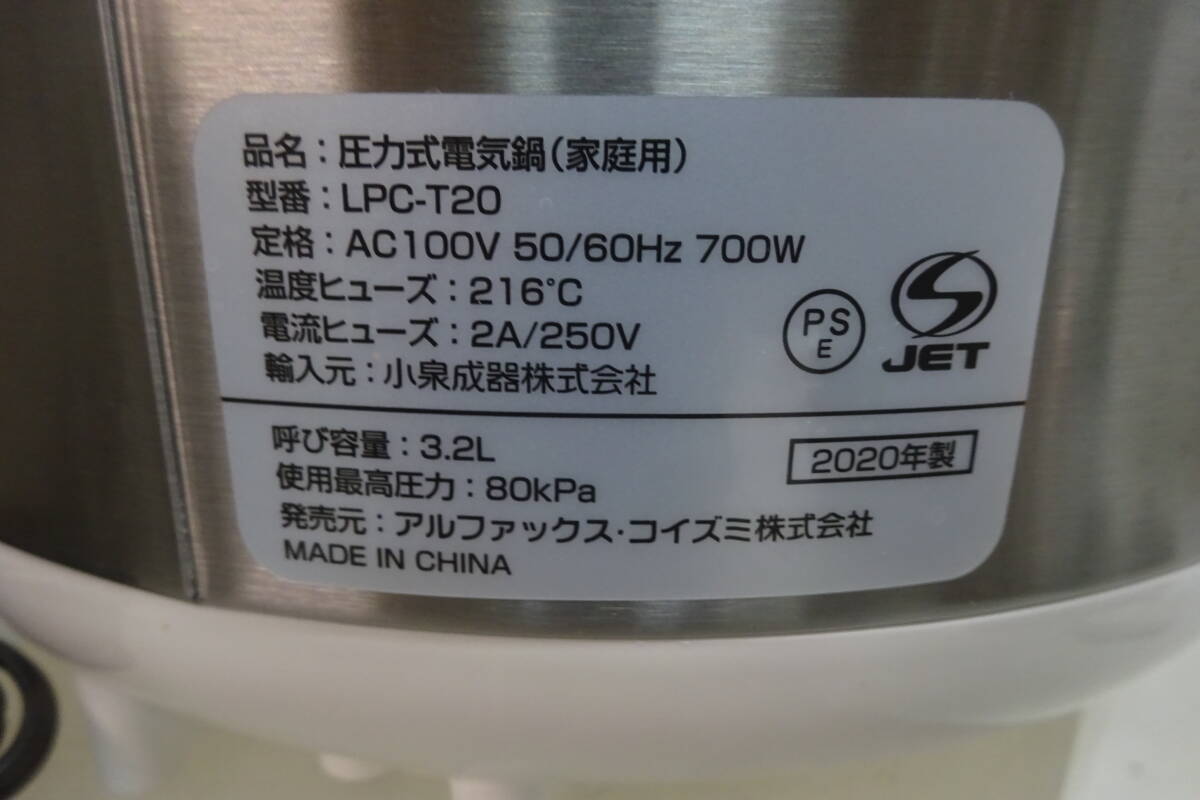 品名：圧力式電気鍋（家庭用）
型番：LPC-T20
定格：AC100V 50/60Hz 700W
温度ヒューズ：216℃
電流ヒューズ：2A/250V
輸入元：小泉成器株式会社
PS
E
JET
呼び容量：3.2L
使用最高圧力：80kPa
発売元：アルファックス・コイズミ株式会社
MADE IN CHINA
2020年製